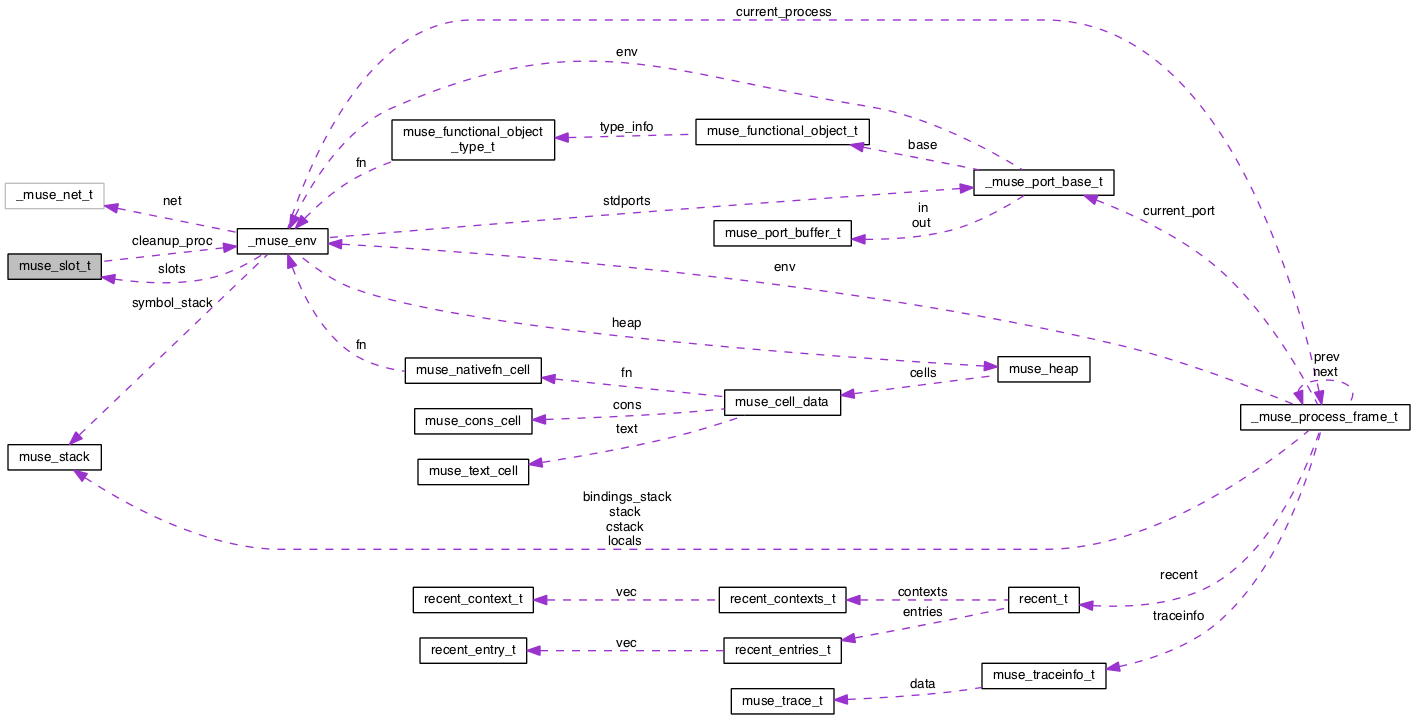 current_process
env
muse_functional_object
_type_t
type_info
muse_functional_object_t
base
fn
_muse_net_t
net
stdports
_muse_port_base_t
in
out
muse_port_buffer_t
current_port
cleanup_proc
_muse_env
muse_slot_t
slots
env
symbol_stack
heap
fn
muse_nativefn_cell
fn
cells
muse_heap
prev
next
muse_cell_data
cons
muse_cons_cell
text
_muse_process_frame_t
muse_stack
muse_text_cell
bindings_stack
stack
cstack
locals
recent
recent_context_t
vec
recent_contexts_t
contexts
recent_t
entries
traceinfo
recent_entry_t
vec
recent_entries_t
muse_traceinfo_t
data
muse_trace_t